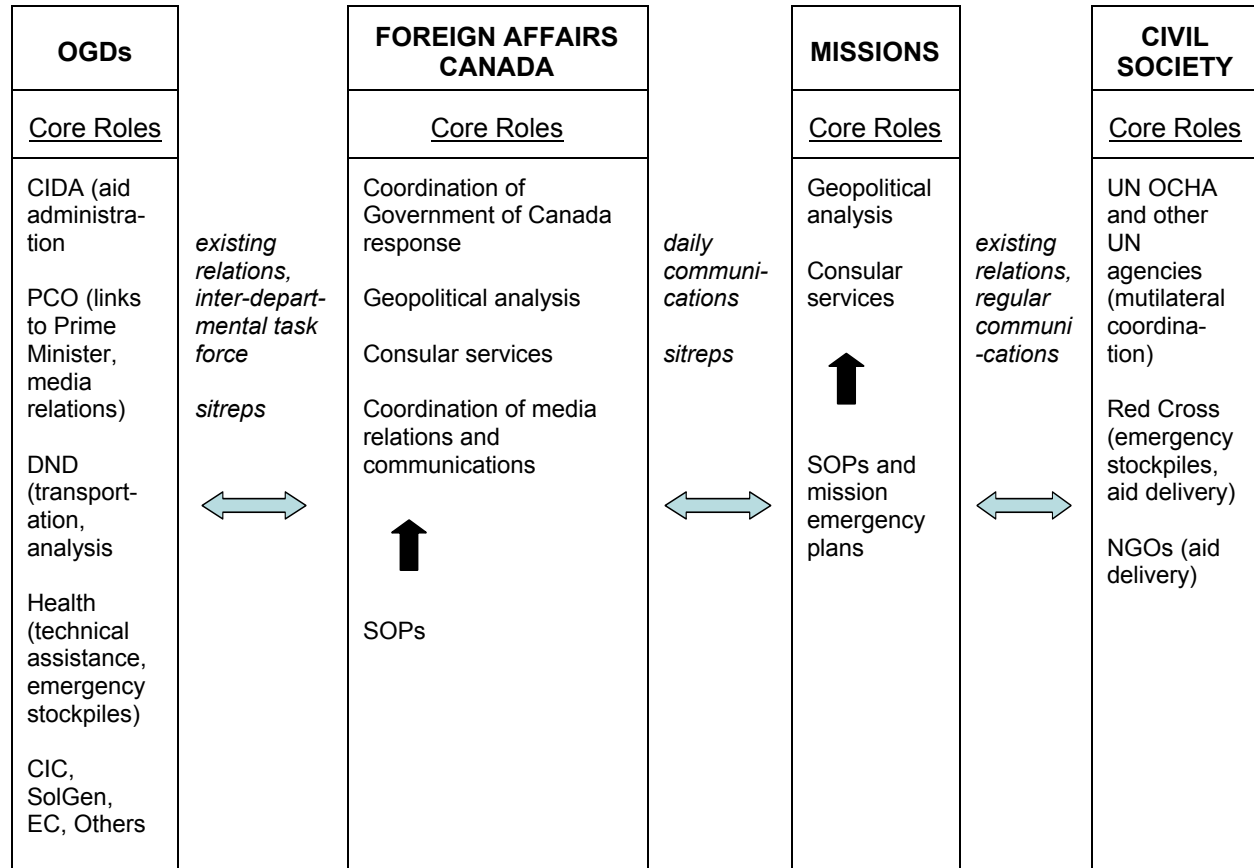 OGDs
Core Roles
CIDA (aid
administra-
tion
PCO (links
to Prime
Minister,
media
relations)
DND
(transport-
ation,
analysis
Health
(technical
assistance,
emergency
stockpiles)
CIC,
SolGen,
EC, Others
existing
relations,
inter-depart-
mental task
force
sitreps
FOREIGN AFFAIRS
CANADA
Core Roles
Coordination of
Government of Canada
response
Geopolitical analysis
Consular services
Coordination of media
relations and
communications
SOPs
daily
communi-
cations
sitreps
MISSIONS
Core Roles
Geopolitical
analysis
Consular
services
SOPs and
mission
emergency
plans
existing
relations,
regular
communi
-cations
CIVIL
SOCIETY
Core Roles
UN OCHA
and other
UN
agencies
(mutilateral
coordina-
tion)
Red Cross
(emergency
stockpiles,
aid delivery)
NGOs (aid
delivery)